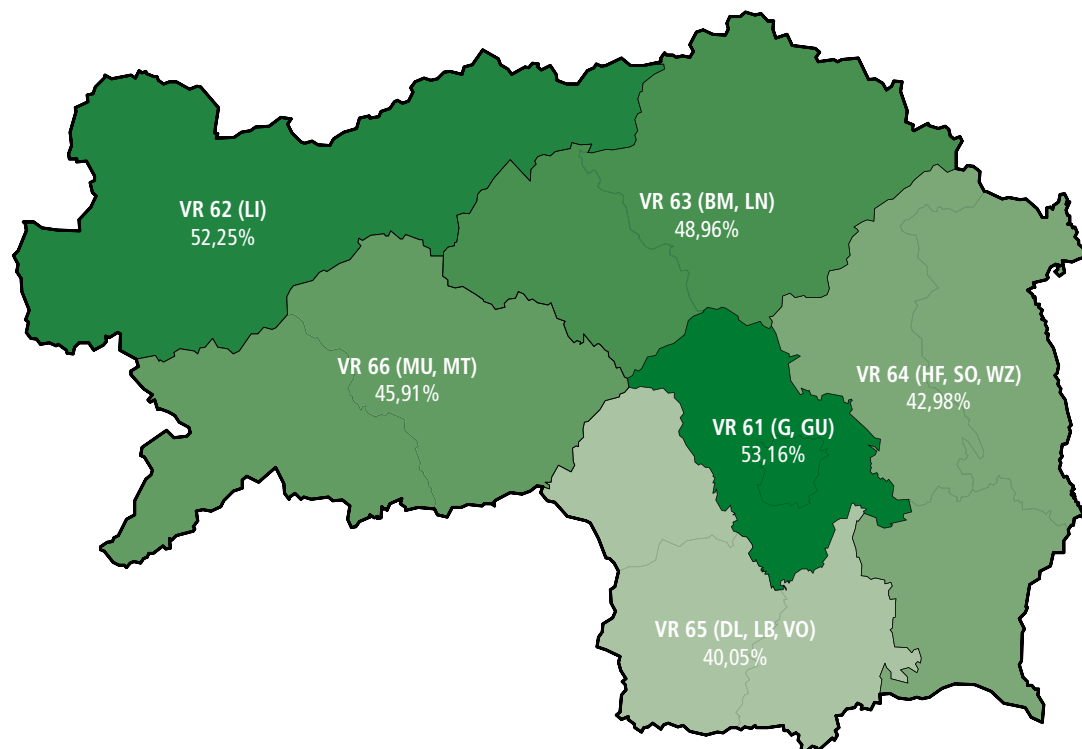 VR 62 (LI)
52,25%
VR 63 (BM, LN)
48,96%
VR 66 (MU, MT)
45,91%
VR 64 (HF, SO, WZ)
42,98%
VR 61 (G, GU)
53,16%
VR 65 (DL, LB, VO)
40,05%